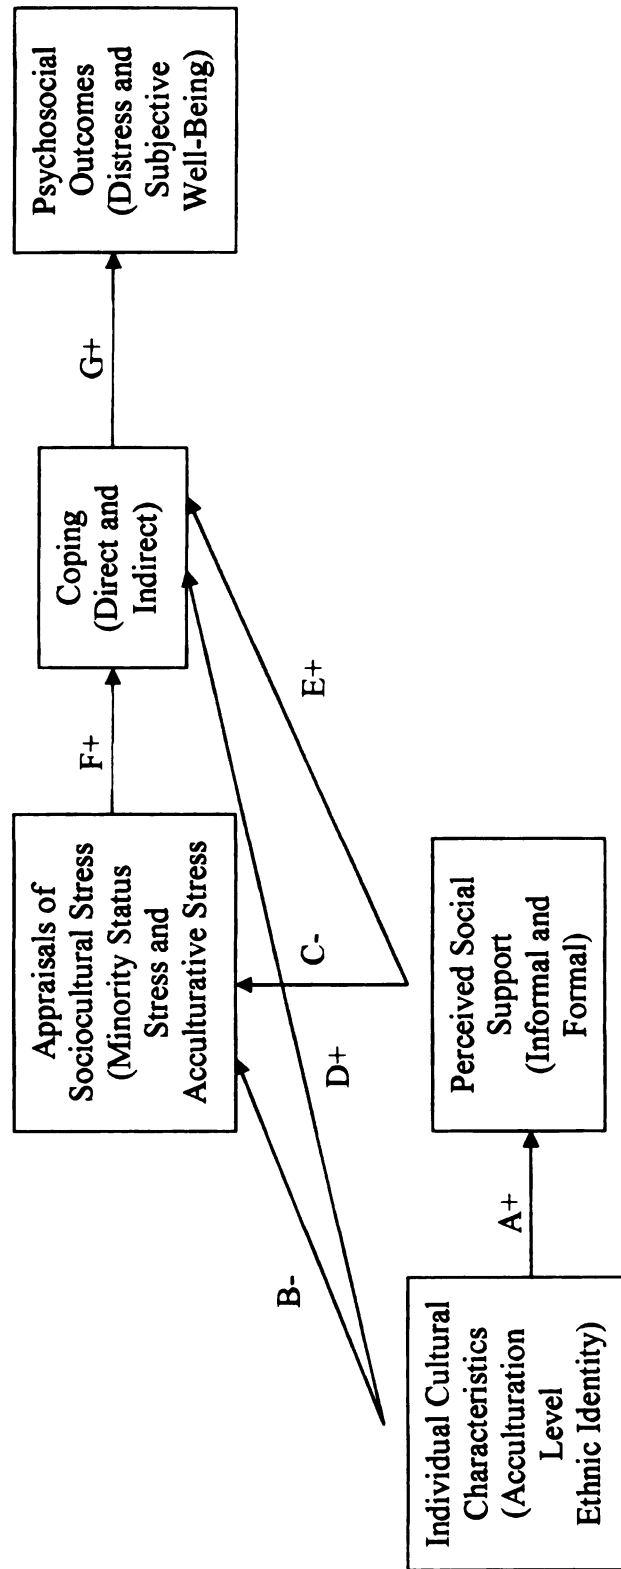 Individual Cultural
Characteristics
(Acculturation
Level
Ethnic Identity)
A+
Perceived Social
Support
(Informal and
Formal)
B-
C-
D+
E+
Appraisals of
Sociocultural Stress
(Minority Status
Stress and
Acculturative Stress
F+
Coping
(Direct and
Indirect)
G+
Psychosocial
Outcomes
(Distress and
Subjective
Well-Being)